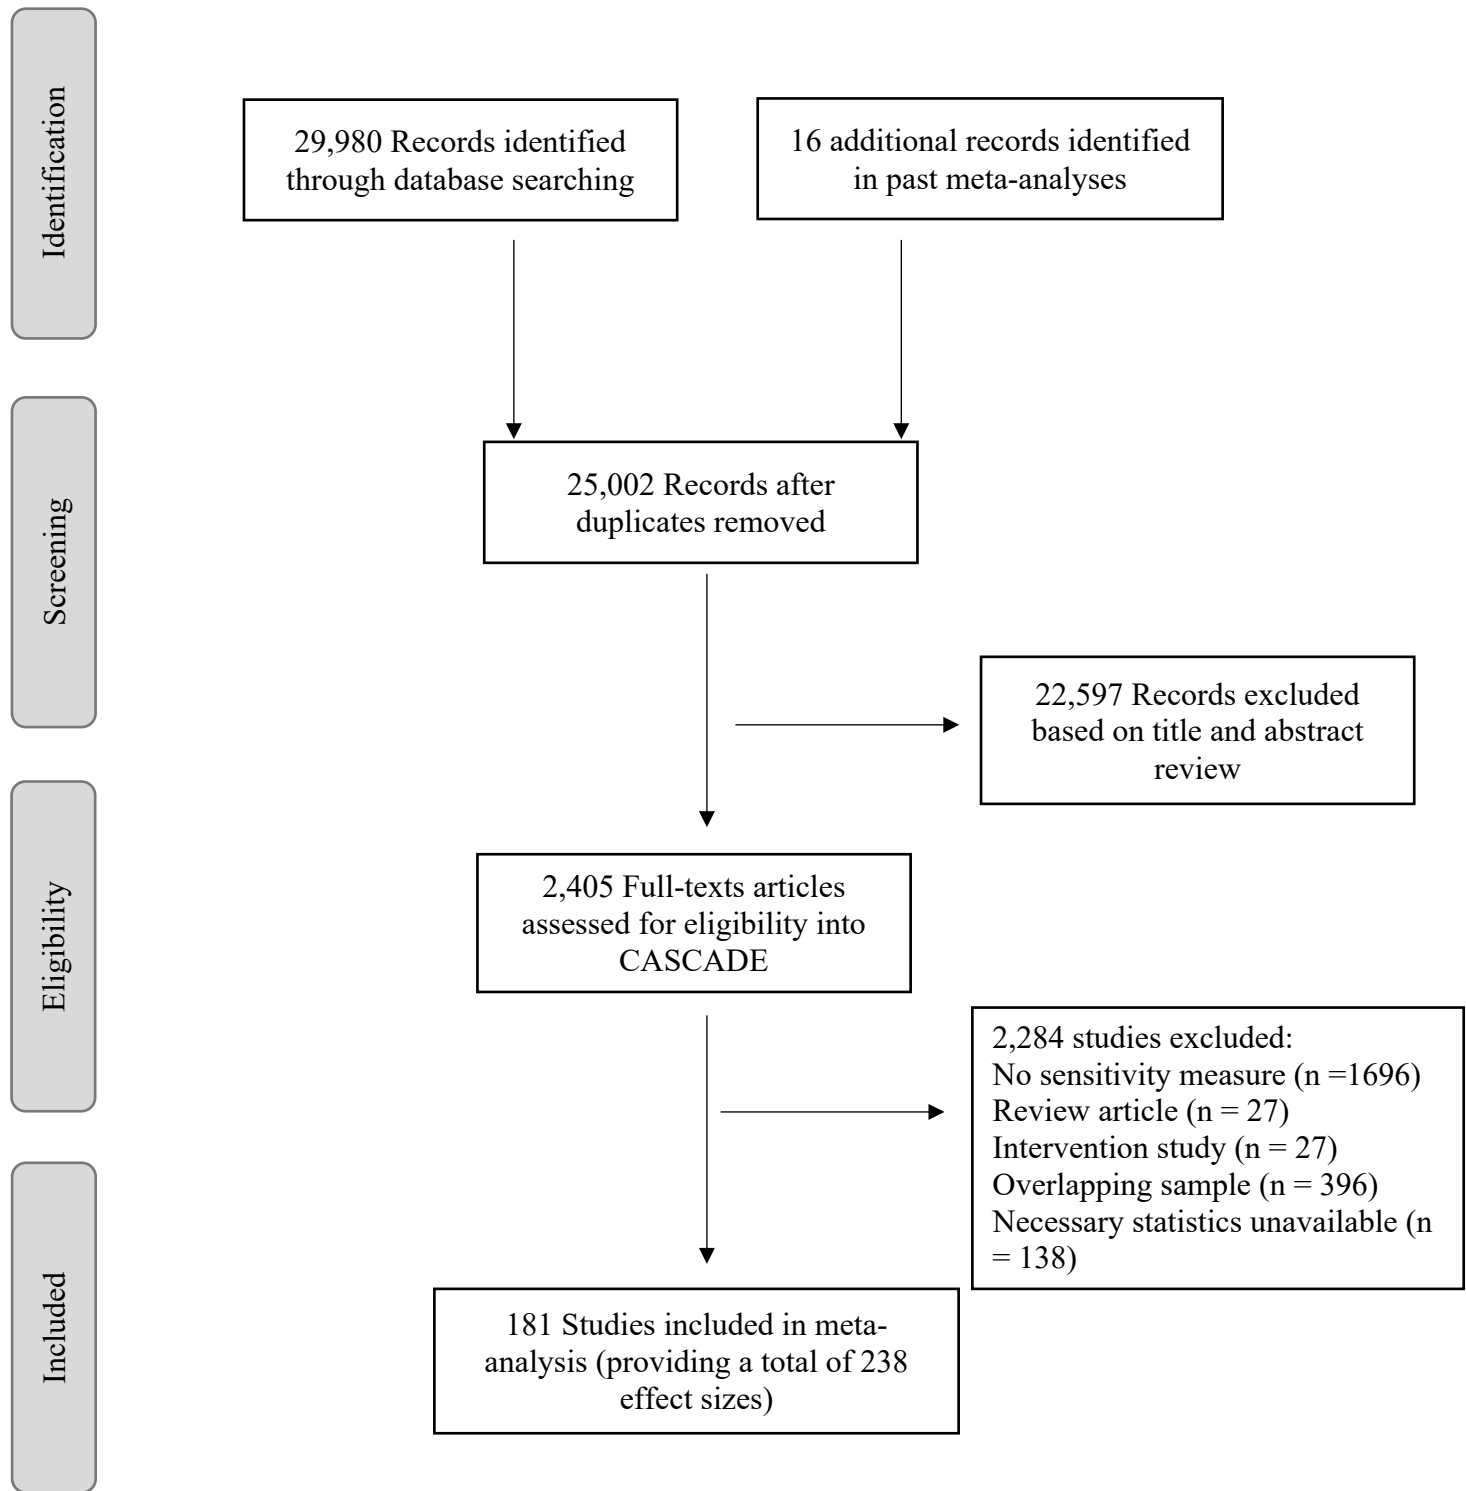 Identification
29,980 Records identified
through database searching
16 additional records identified
in past meta-analyses
Screening
25,002 Records after
duplicates removed
22,597 Records excluded
based on title and abstract
review
Eligibility
2,405 Full-texts articles
assessed for eligibility into
CASCADE
2,284 studies excluded:
No sensitivity measure (n =1696)
Review article (n = 27)
Intervention study (n = 27)
Overlapping sample (n = 396)
Necessary statistics unavailable (n
= 138)
Included
181 Studies included in meta-
analysis (providing a total of 238
effect sizes)